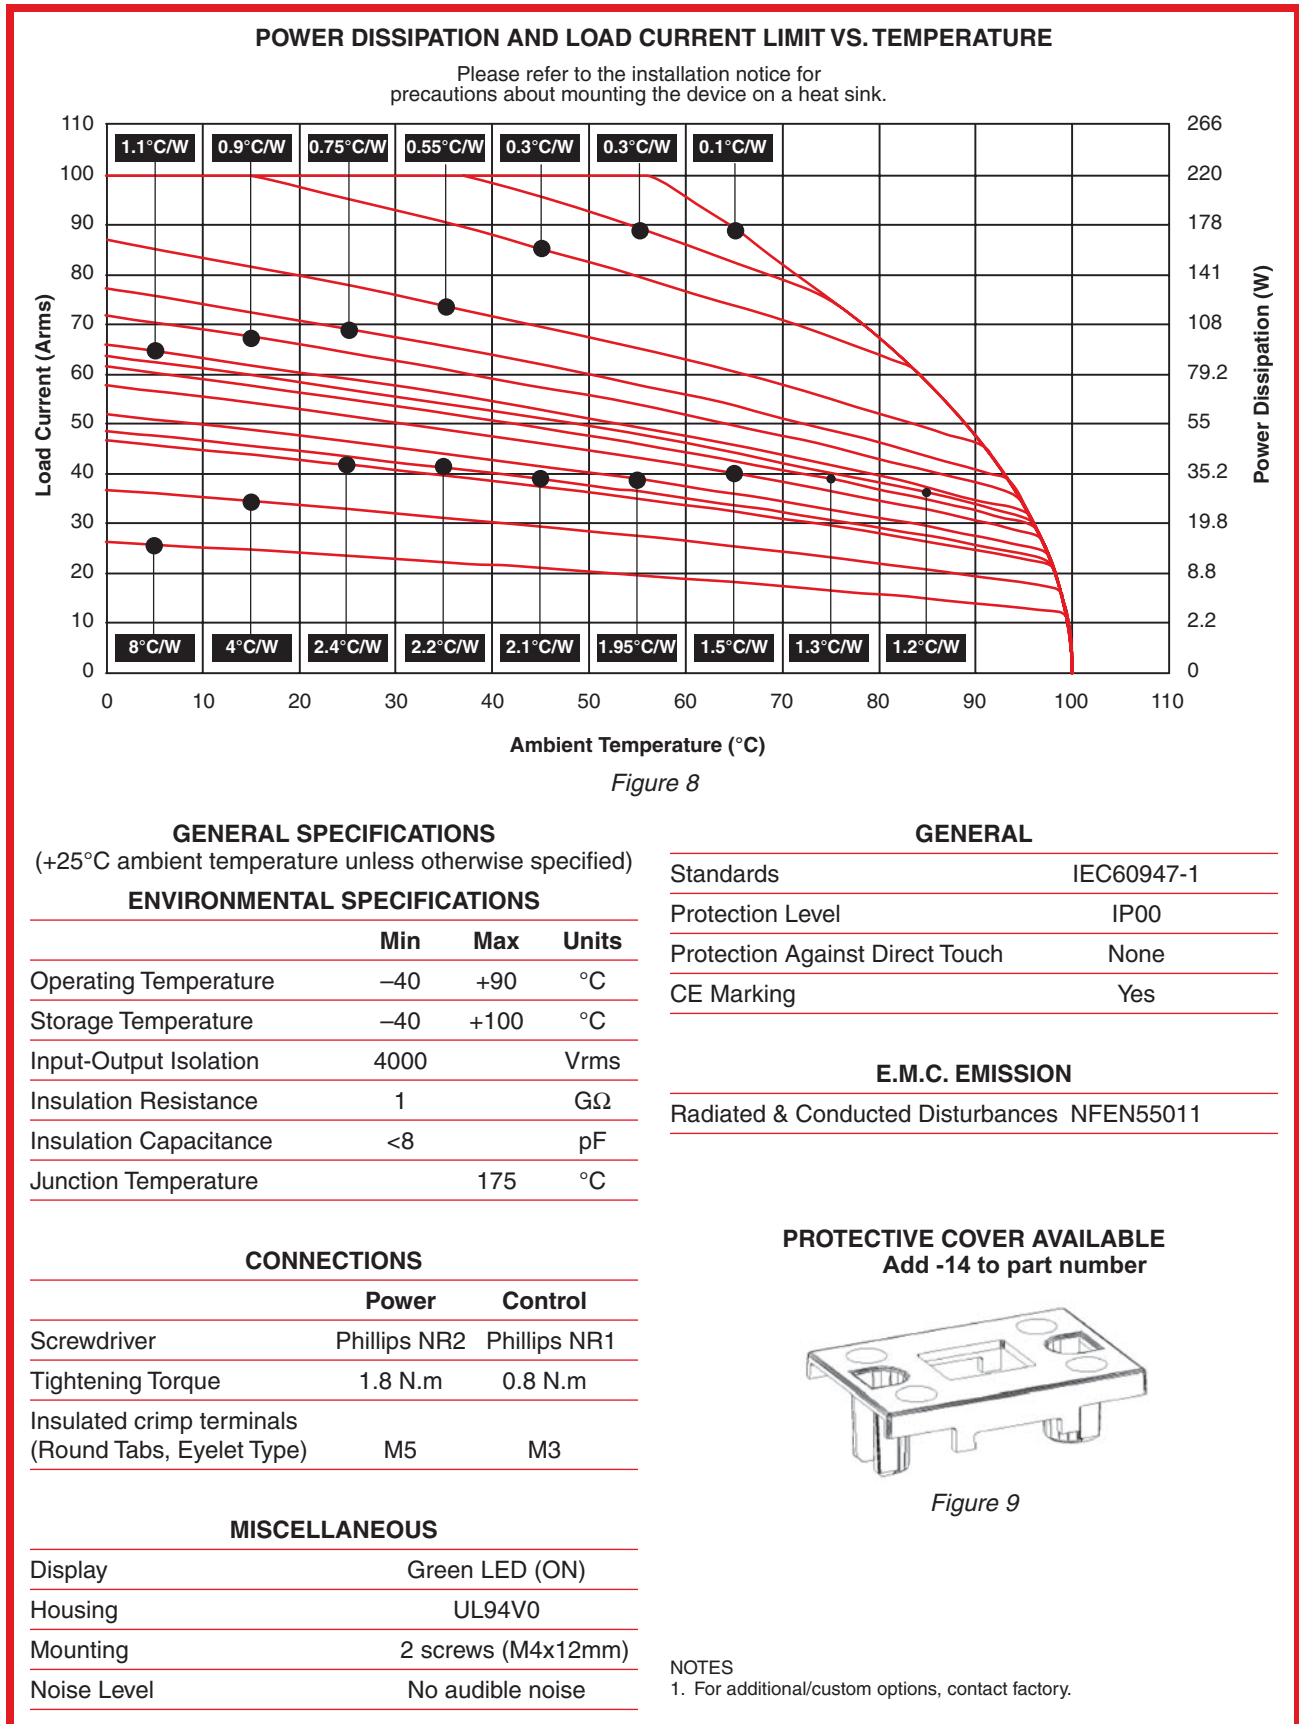 POWER DISSIPATION AND LOAD CURRENT LIMIT VS. TEMPERATURE
Please refer to the installation notice for
precautions about mounting the device on a heat sink.
110
100
90
80
70
60
50
40
30
20
10
0
Load Current (Arms)
1.1°C/W 0.9°C/W 0.75°C/W 0.55°C/W 0.3°C/W 0.3°C/W 0.1°C/W
8°C/W 4°C/W 2.4°C/W 2.2°C/W 2.1°C/W 1.95°C/W 1.5°C/W 1.3°C/W 1.2°C/W
266
220
178
141
108
79.2
55
35.2
19.8
8.8
2.2
0
Power Dissipation (W)
0 10 20 30 40 50 60 70 80 90 100 110
Ambient Temperature (°C)
Figure 8
GENERAL SPECIFICATIONS
(+25°C ambient temperature unless otherwise specified)
ENVIRONMENTAL SPECIFICATIONS
Min Max Units
Operating Temperature –40 +90 °C
Storage Temperature –40 +100 °C
Input-Output Isolation 4000 Vrms
Insulation Resistance 1 GΩ
Insulation Capacitance <8 pF
Junction Temperature 175 °C
CONNECTIONS
Power Control
Screwdriver Phillips NR2 Phillips NR1
Tightening Torque 1.8 N.m 0.8 N.m
Insulated crimp terminals
(Round Tabs, Eyelet Type) M5 M3
MISCELLANEOUS
Display Green LED (ON)
Housing UL94V0
Mounting 2 screws (M4x12mm)
Noise Level No audible noise
GENERAL
Standards IEC60947-1
Protection Level IP00
Protection Against Direct Touch None
CE Marking Yes
E.M.C. EMISSION
Radiated & Conducted Disturbances NFEN55011
PROTECTIVE COVER AVAILABLE
Add -14 to part number
Figure 9
NOTES
1. For additional/custom options, contact factory.